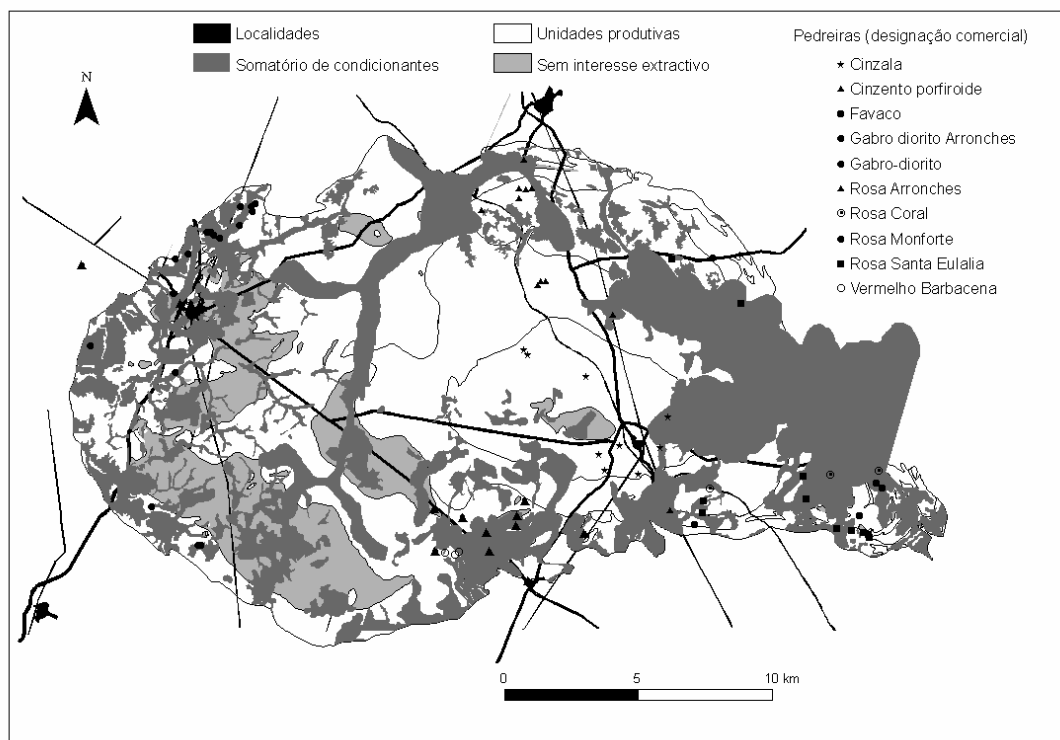 Localidades
Somatório de condicionantes
Unidades produtivas
Sem interesse extractivo
Pedreiras (designação comercial)
Cinzala
Cinzento porfiroide
Favaco
Gabro diorito Arronches
Gabro-diorito
Rosa Arronches
Rosa Coral
Rosa Monforte
Rosa Santa Eulalia
Vermelho Barbacena
N
0 5 10 km